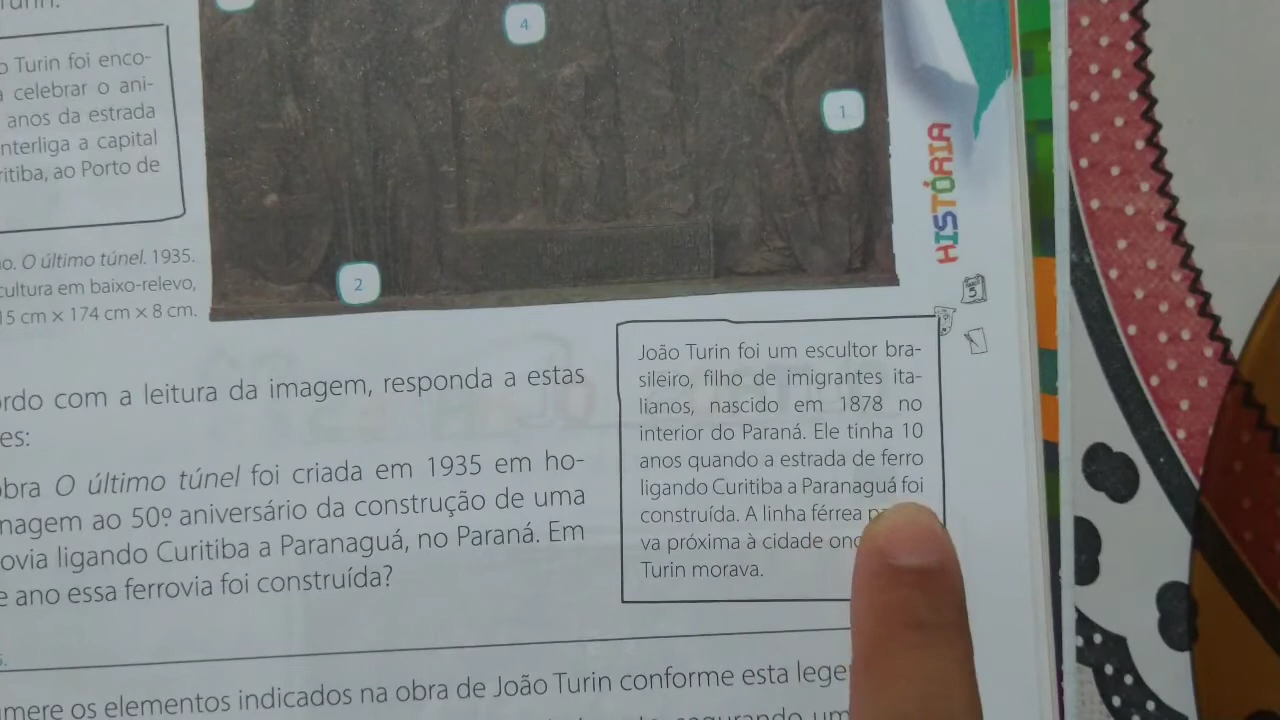 Turin foi enco-
celebrar o ani-
anos da estrada
nterliga a capital
ritiba, ao Porto de
4
1
2
HISTÓRIA
5
o. O último túnel. 1935.
cultura em baixo-relevo,
15 cm × 174 cm × 8 cm.
ordo com a leitura da imagem, responda a estas
es:
obra O último túnel foi criada em 1935 em ho-
nagem ao 50º aniversário da construção de uma
ovia ligando Curitiba a Paranaguá, no Paraná. Em
e ano essa ferrovia foi construída?
João Turin foi um escultor bra-
sileiro, filho de imigrantes ita-
lianos, nascido em 1878 no
interior do Paraná. Ele tinha 10
anos quando a estrada de ferro
ligando Curitiba a Paranaguá foi
construída. A linha férrea
va próxima à cidade
Turin morava.
umere os elementos indicados na obra de João Turin conforme esta lege
segurando um